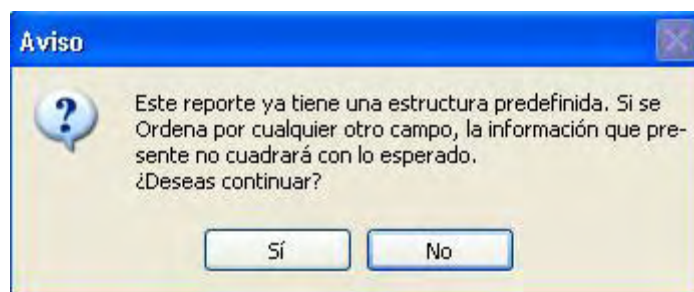 Aviso
Este reporte ya tiene una estructura predefinida. Si se
Ordena por cualquier otro campo, la información que pre-
sente no cuadrará con lo esperado.
¿Deseas continuar?
Sí
No